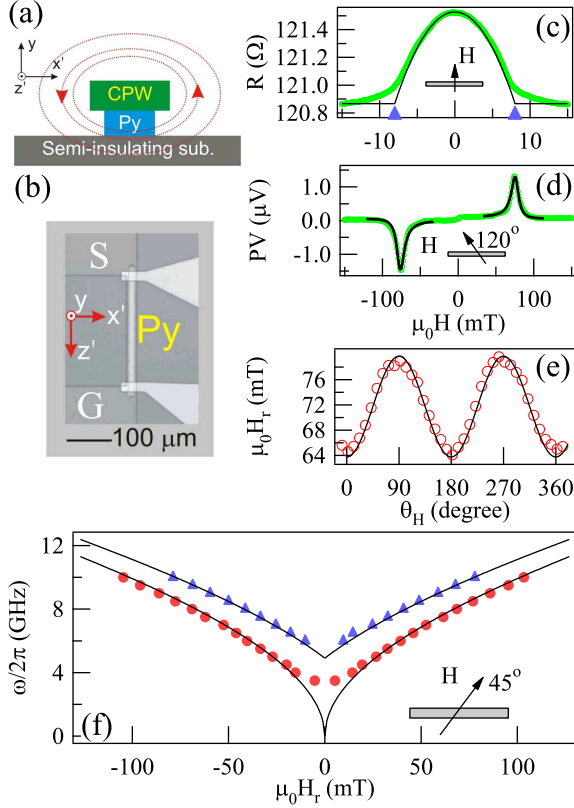 (a)
y
x'
z'
CPW
Py
Semi-insulating sub.
(b)
S
y
x'
z'
Py
G
100 μm
(c)
R (Ω)
121.5
121.2
121.0
120.8
H
-10
0
10
(d)
PV (μV)
1.0
0.0
-1.0
H
120°
-100
0
100
μ₀H (mT)
(e)
μ₀Hᵣ (mT)
76
72
68
64
0
90
180
270
360
θ_H (degree)
(f)
ω/2π (GHz)
12
8
4
0
H
45°
-100
-50
0
50
100
μ₀Hᵣ (mT)